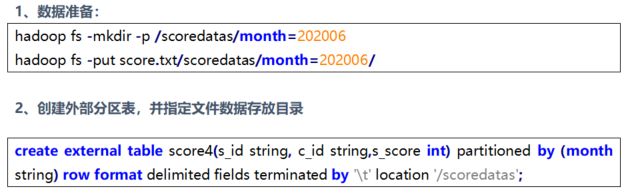 1、数据准备：
hadoop fs -mkdir -p /scoredatas/month=202006
hadoop fs -put score.txt/scoredatas/month=202006/
2、创建外部分区表，并指定文件数据存放目录
create external table score4(s_id string, c_id string,s_score int) partitioned by (month
string) row format delimited fields terminated by '\t' location '/scoredatas';